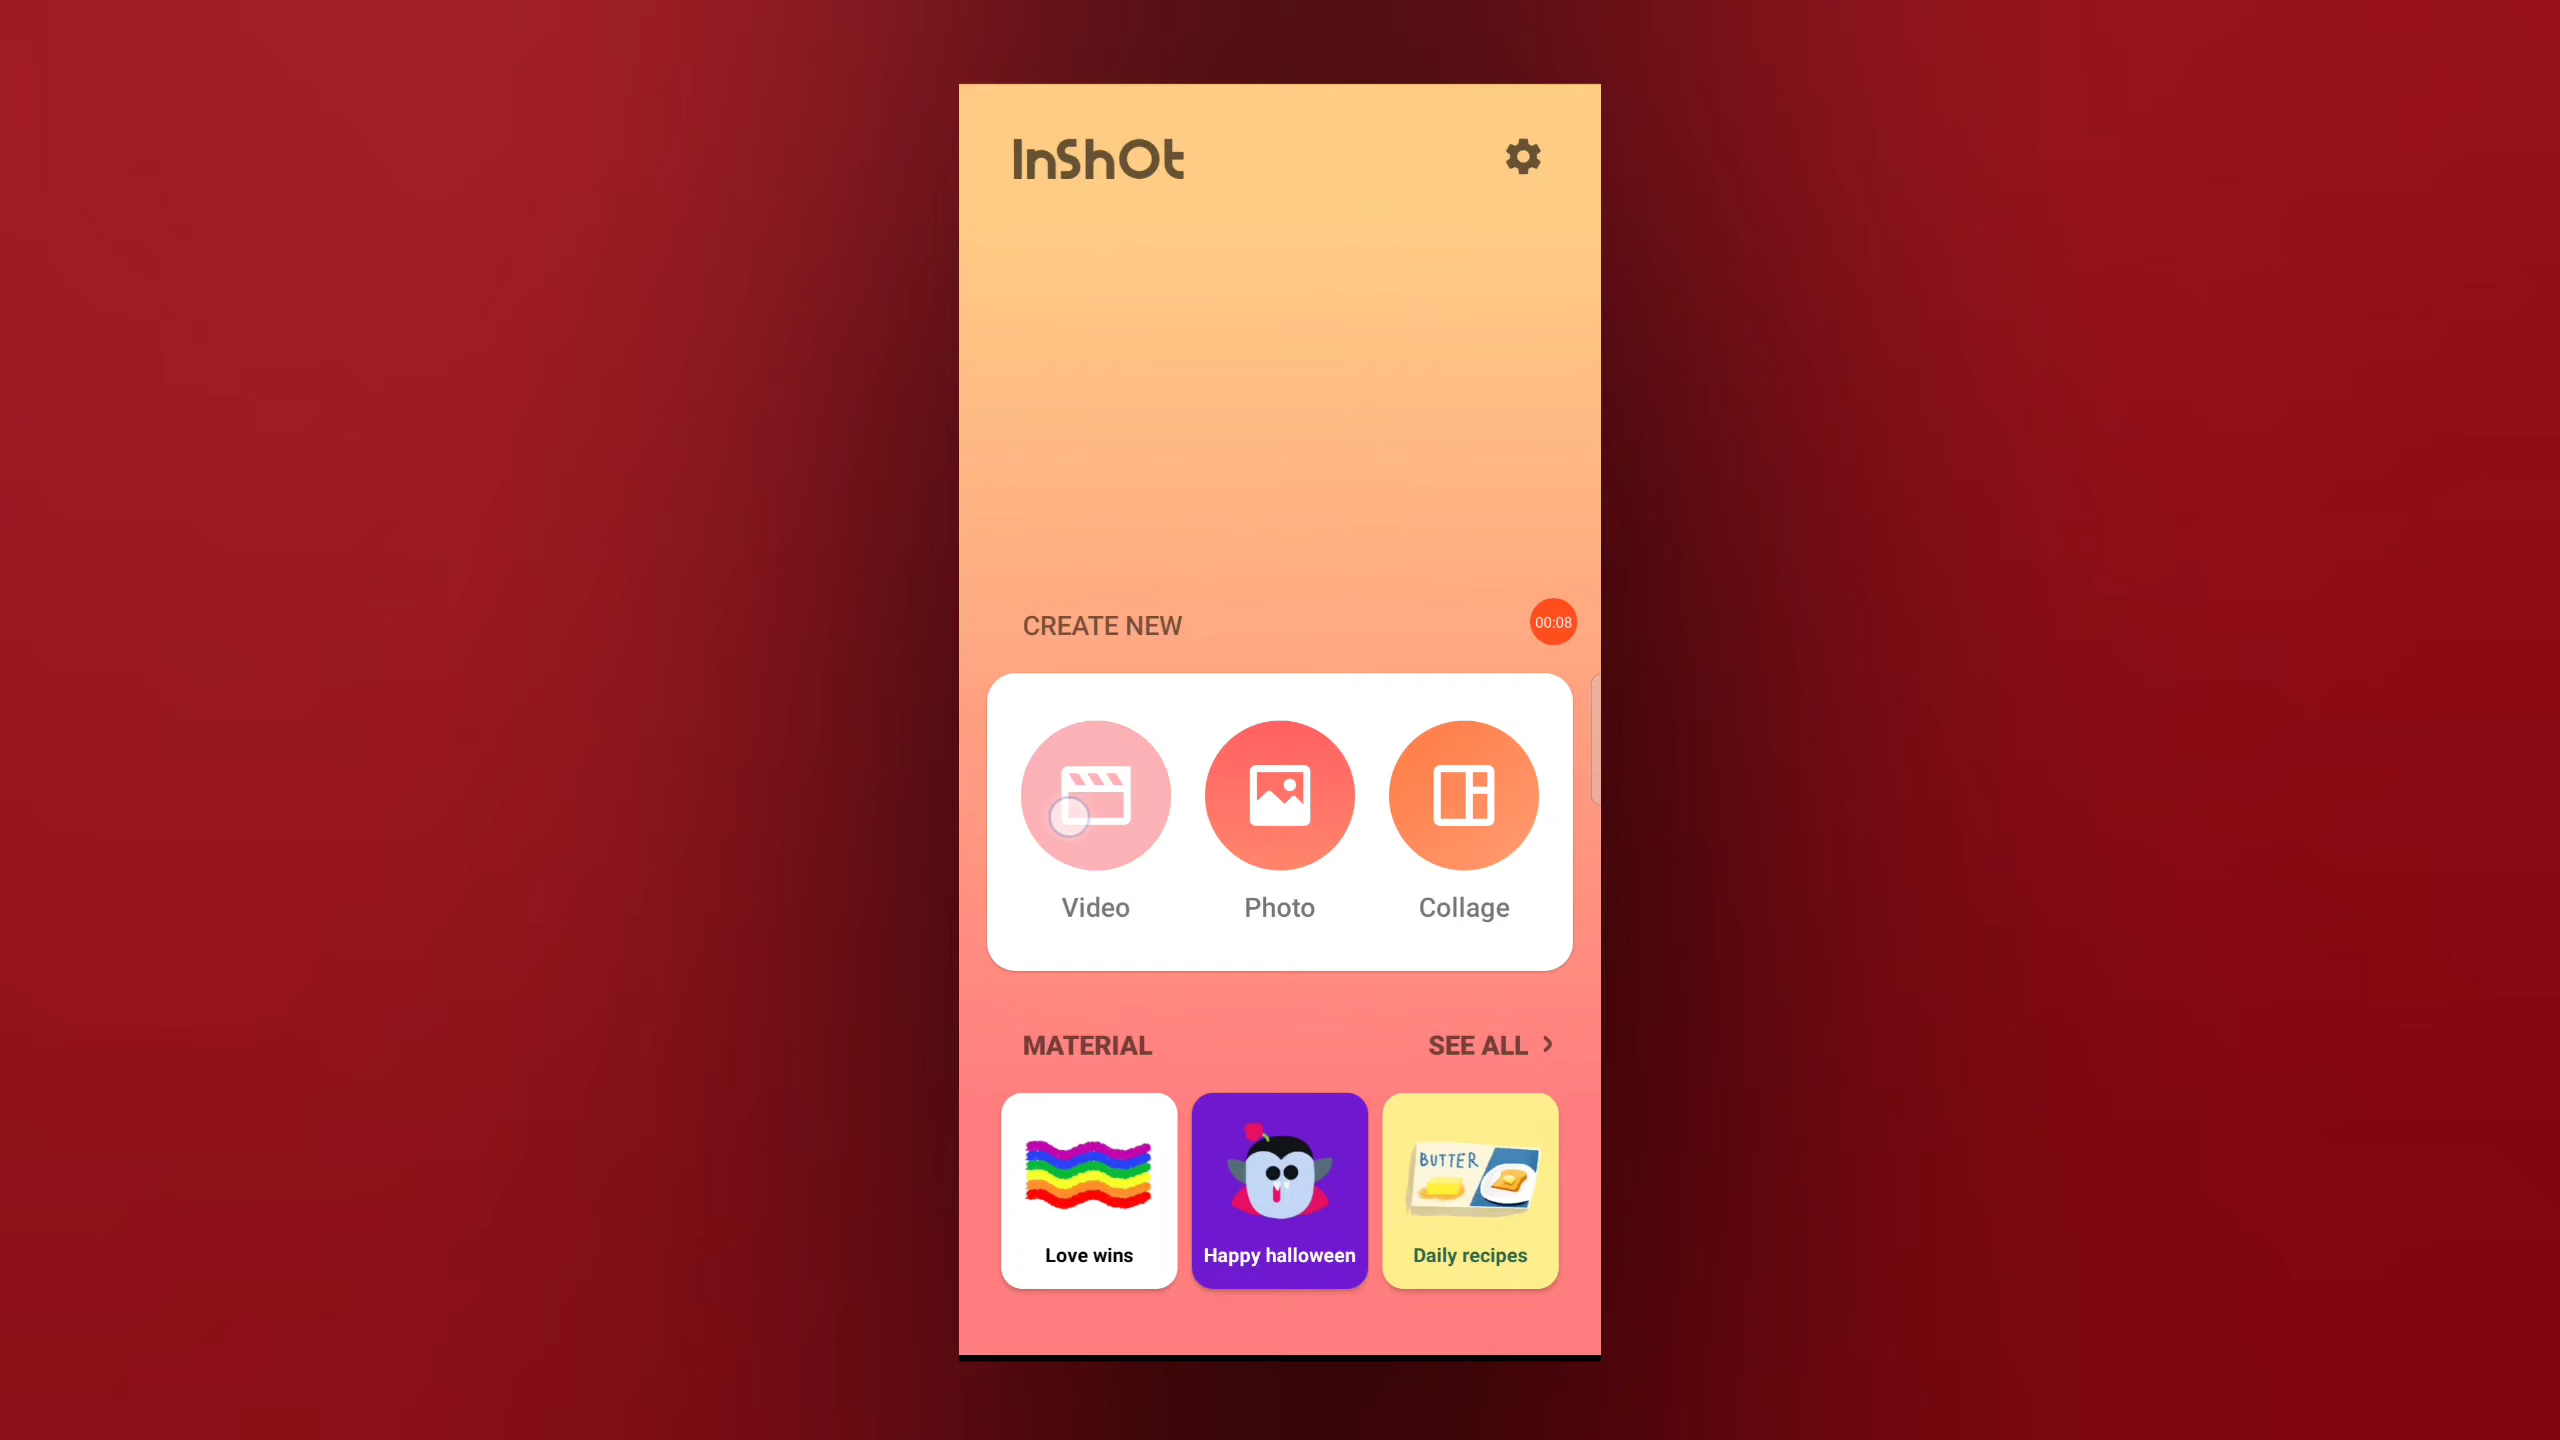 InShOt
CREATE NEW
00:08
Video
Photo
Collage
MATERIAL
SEE ALL
BUTTER
Love wins
Happy halloween
Daily recipes